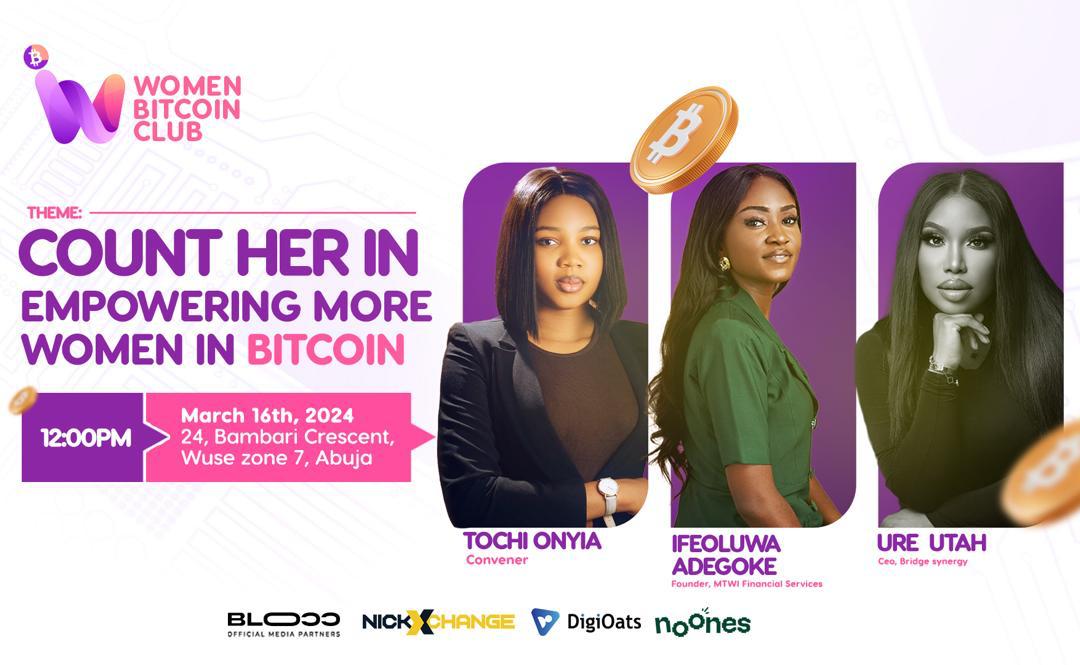 WOMEN
BITCOIN
CLUB
THEME:
COUNT HER IN
EMPOWERING MORE
WOMEN IN BITCOIN
12:00PM
March 16th, 2024
24, Bambari Crescent,
Wuse zone 7, Abuja
TOCHI ONYIA
Convener
IFEOLUWA
ADEGOKE
Founder, MTWI Financial Services
URE UTAH
Ceo, Bridge synergy
BLOCC
OFFICIAL MEDIA PARTNERS
NICKXCHANGE
DigiOats
noones